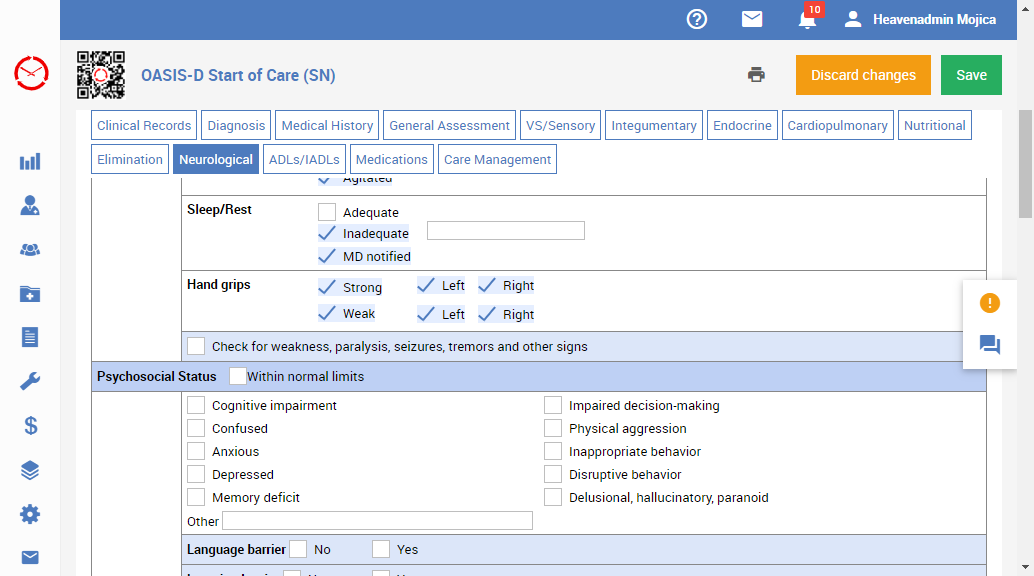 10
Heavenadmin Mojica
OASIS-D Start of Care (SN)
Discard changes
Save
Clinical Records
Diagnosis
Medical History
General Assessment
VS/Sensory
Integumentary
Endocrine
Cardiopulmonary
Nutritional
Elimination
Neurological
ADLs/IADLs
Medications
Care Management
Agitated
Sleep/Rest
Adequate
Inadequate
MD notified
Hand grips
Strong Left Right
Weak Left Right
Check for weakness, paralysis, seizures, tremors and other signs
Psychosocial Status Within normal limits
Cognitive impairment Impaired decision-making
Confused Physical aggression
Anxious Inappropriate behavior
Depressed Disruptive behavior
Memory deficit Delusional, hallucinatory, paranoid
Other
Language barrier No Yes